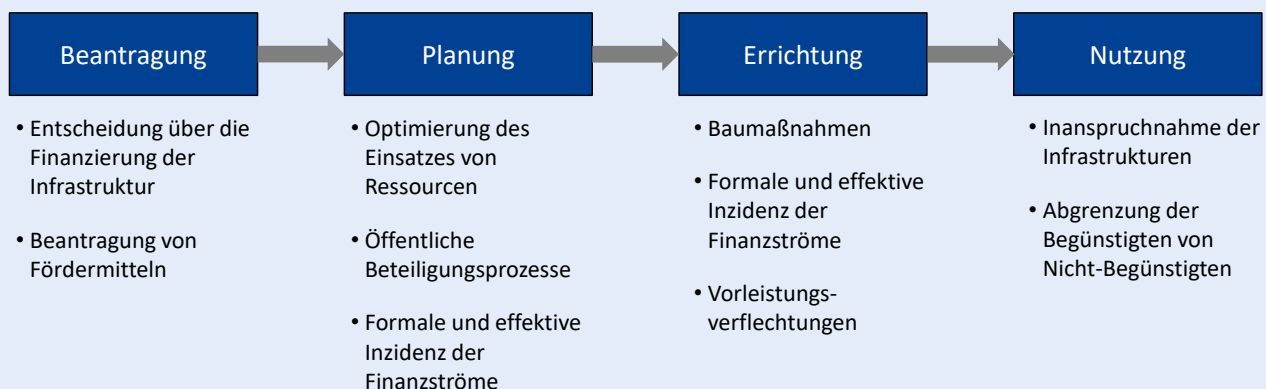 Beantragung
• Entscheidung über die
Finanzierung der
Infrastruktur
• Beantragung von
Fördermitteln
Planung
• Optimierung des
Einsatzes von
Ressourcen
• Öffentliche
Beteiligungsprozesse
• Formale und effektive
Inzidenz der
Finanzströme
Errichtung
• Baumaßnahmen
• Formale und effektive
Inzidenz der
Finanzströme
• Vorleistungs-
verflechtungen
Nutzung
• Inanspruchnahme der
Infrastrukturen
• Abgrenzung der
Begünstigten von
Nicht-Begünstigten